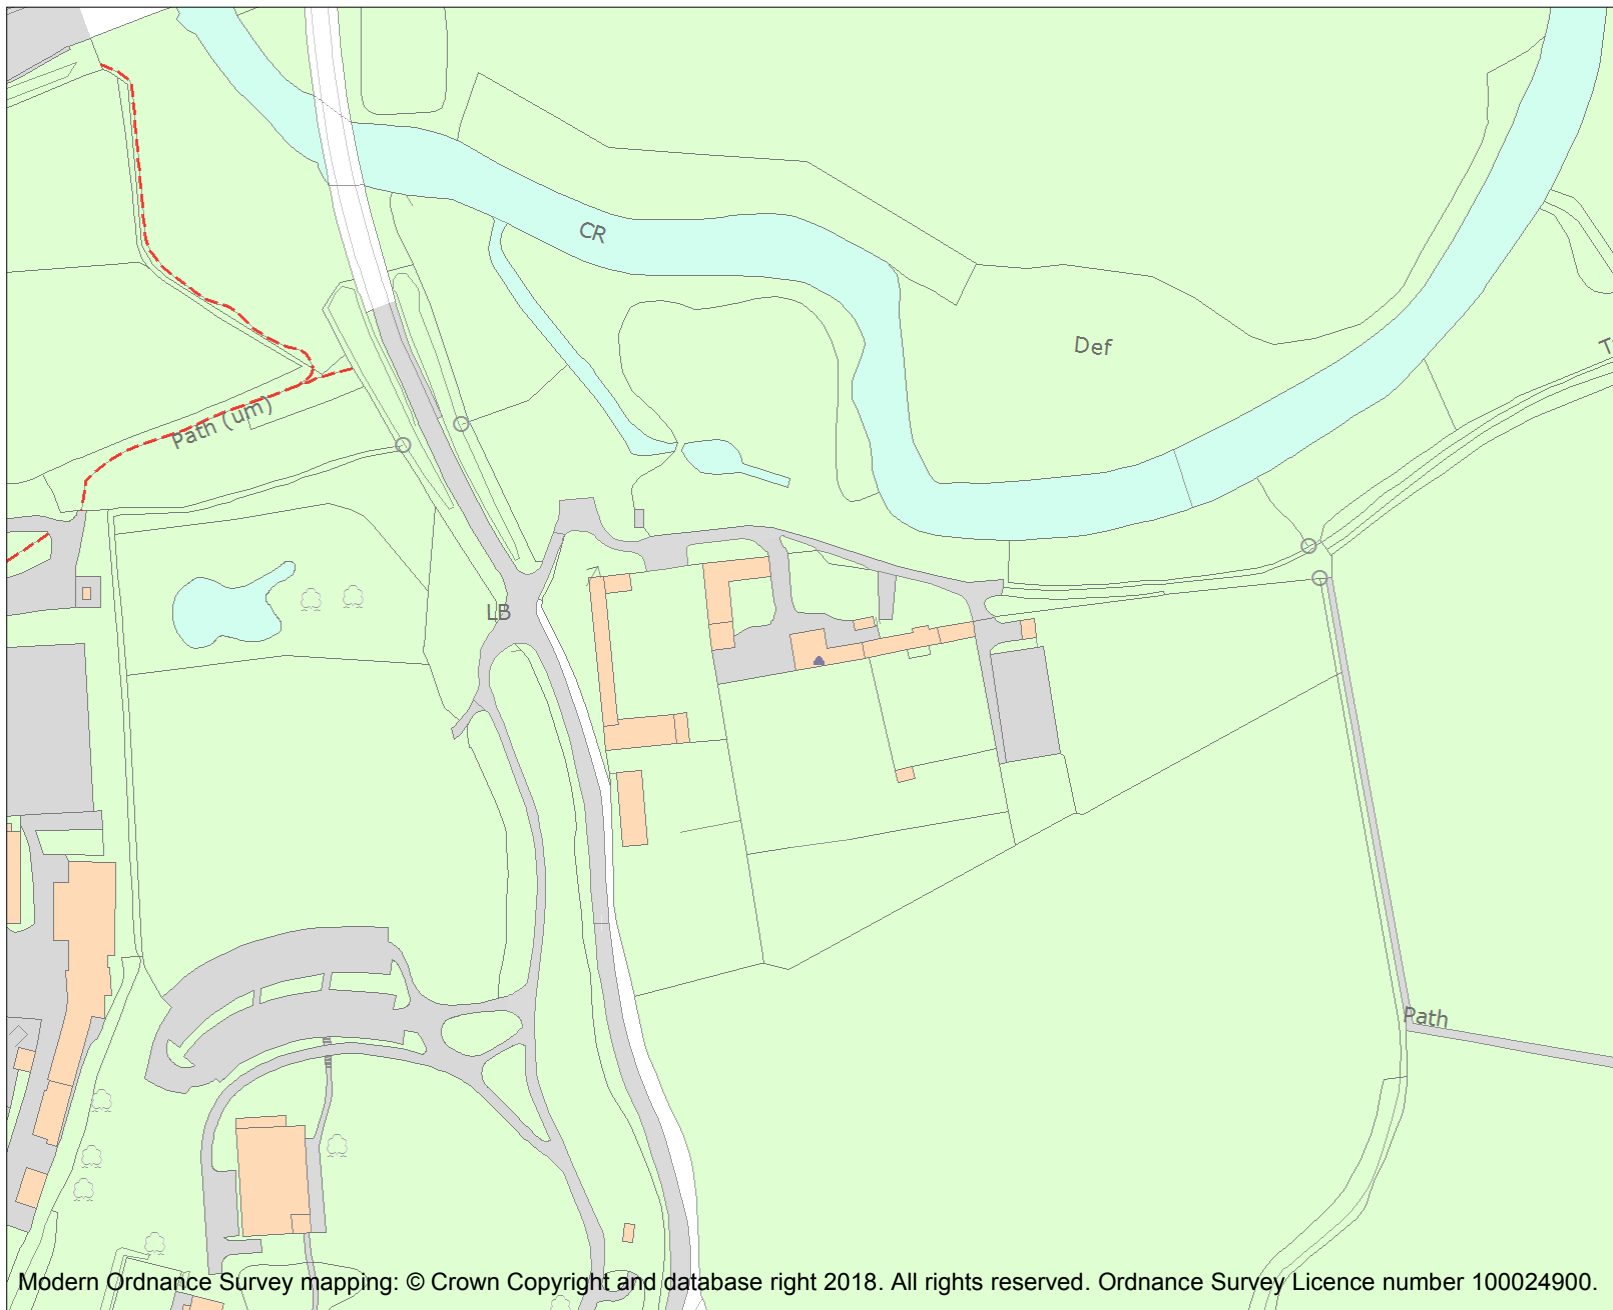 CR
Def
Path (um)
LB
Path
Modern Ordnance Survey mapping: © Crown Copyright and database right 2018. All rights reserved. Ordnance Survey Licence number 100024900.